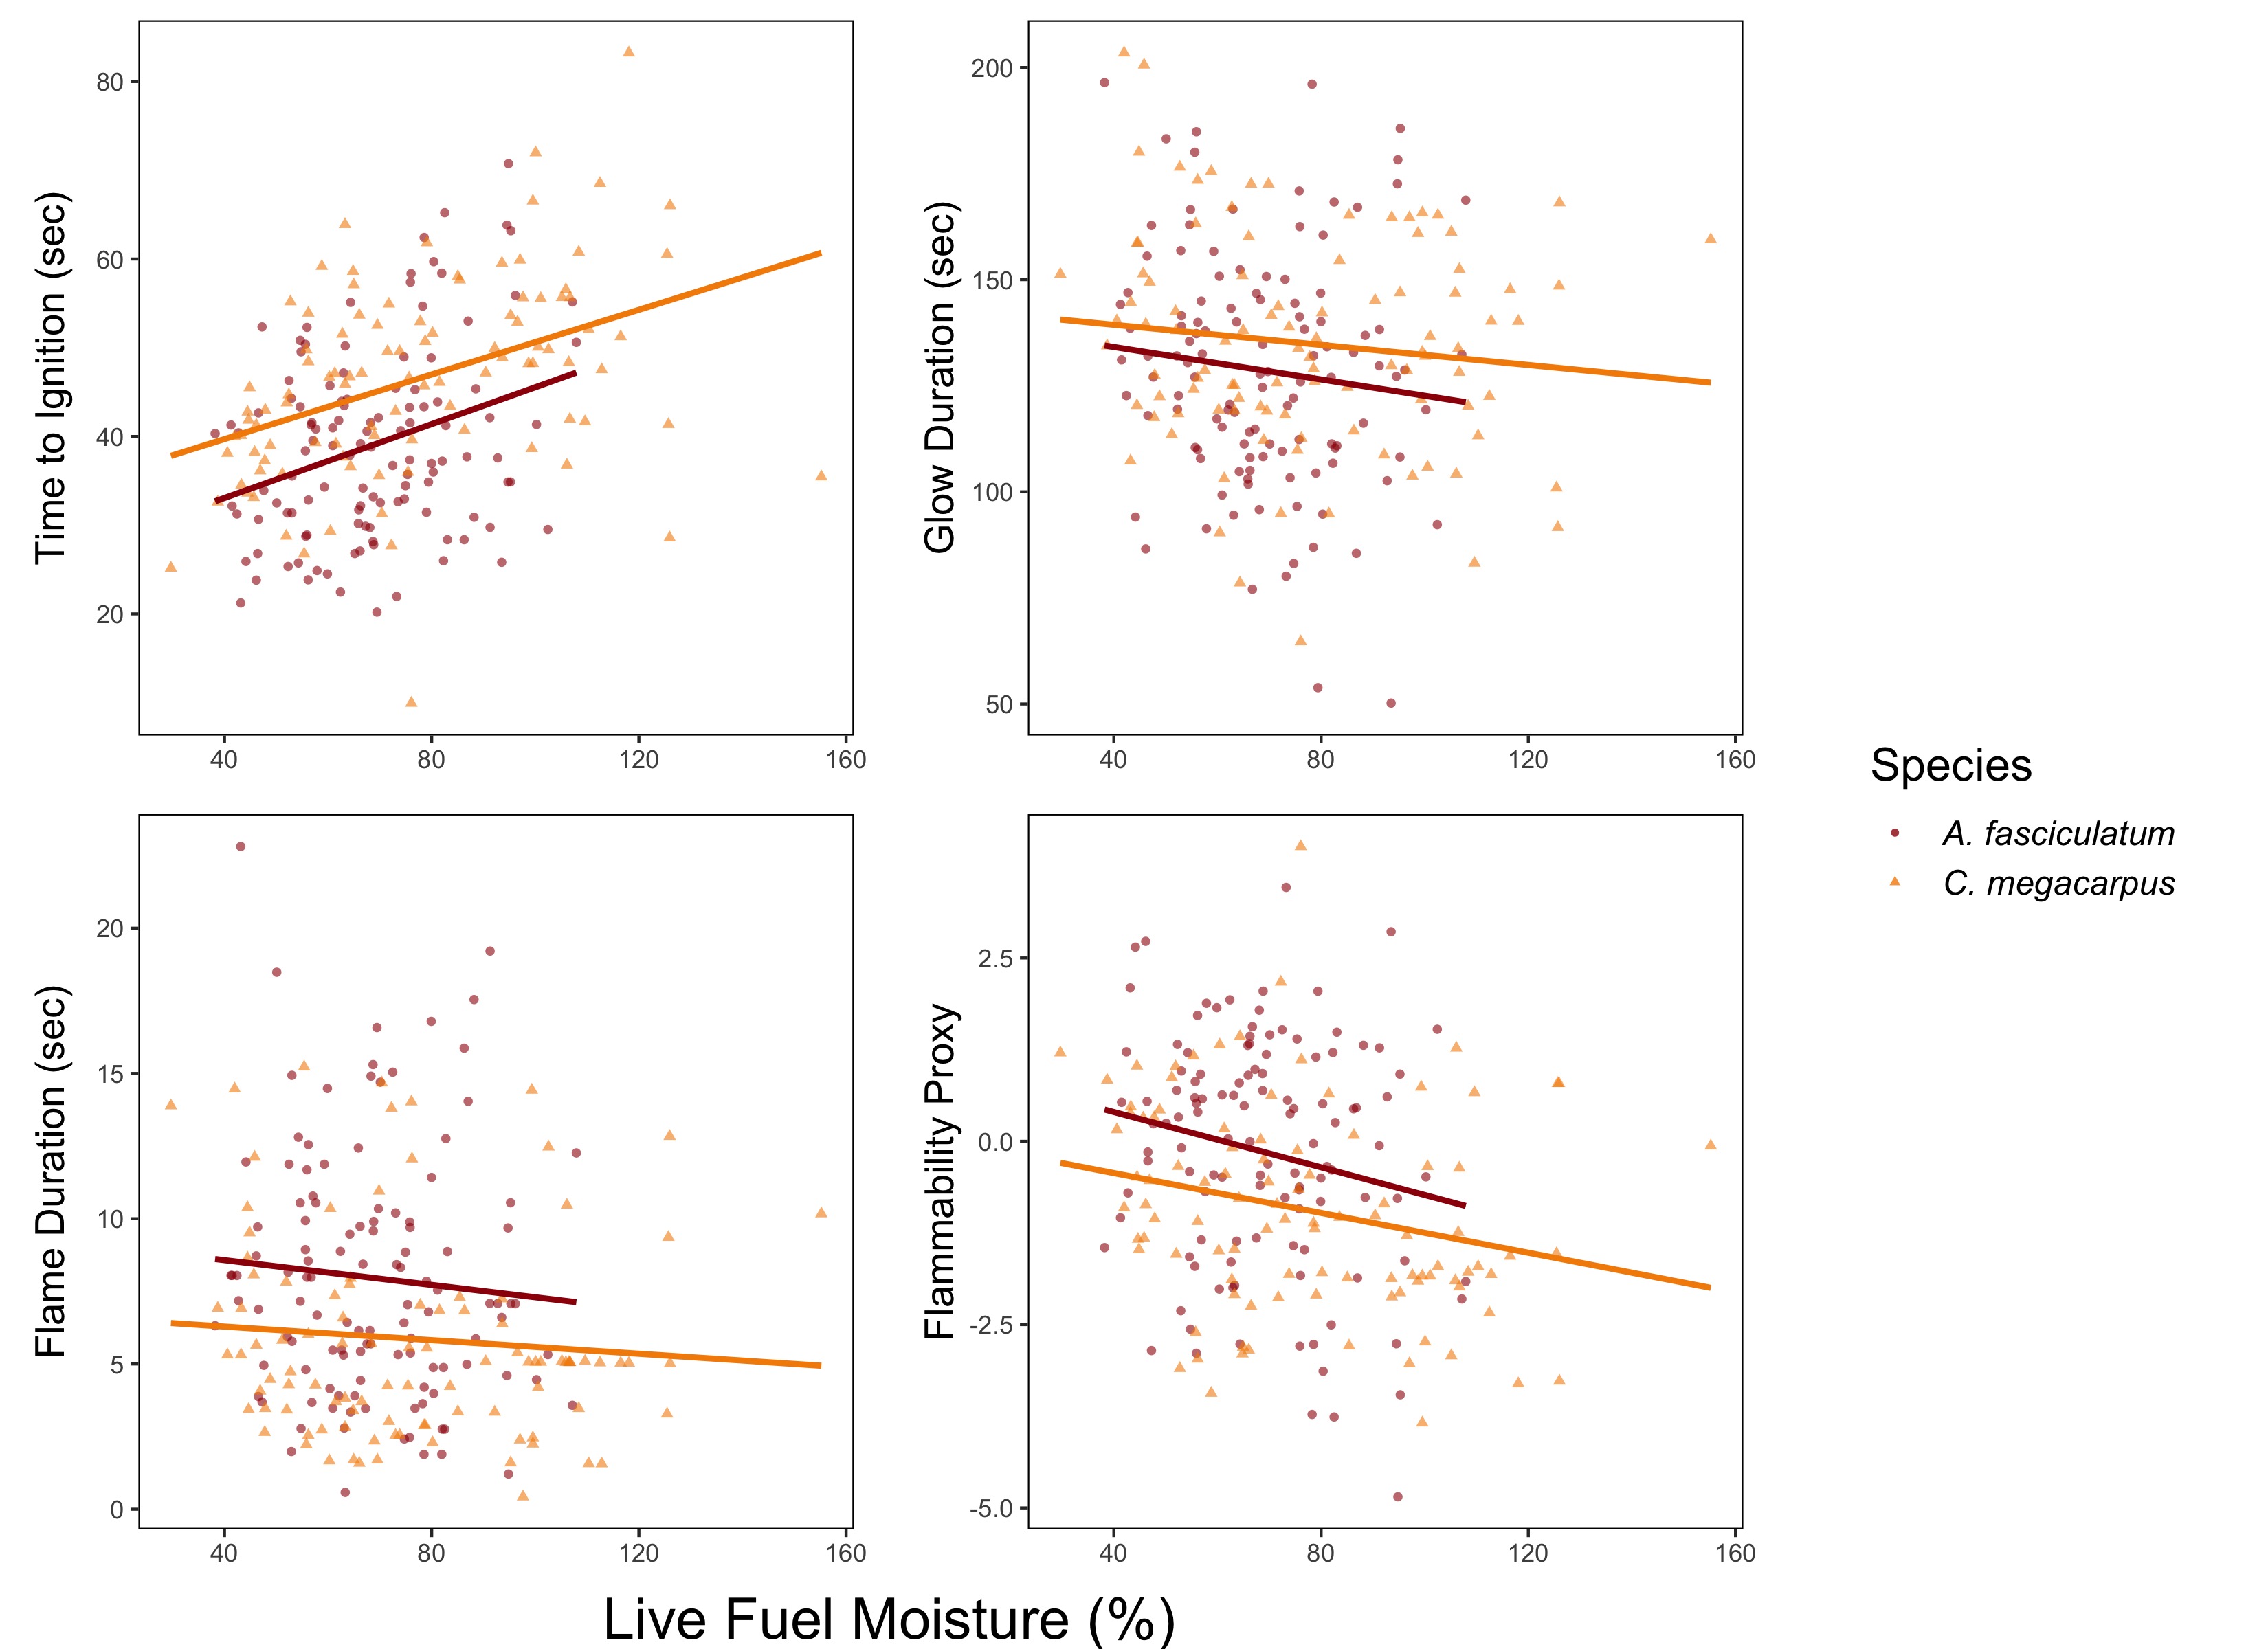 Time to Ignition (sec)
80
60
40
20
40 80 120 160
Glow Duration (sec)
200
150
100
50
40 80 120 160
Flame Duration (sec)
20
15
10
5
0
40 80 120 160
Flammability Proxy
2.5
0.0
-2.5
-5.0
40 80 120 160
Live Fuel Moisture (%)
Species
A. fasciculatum
C. megacarpus